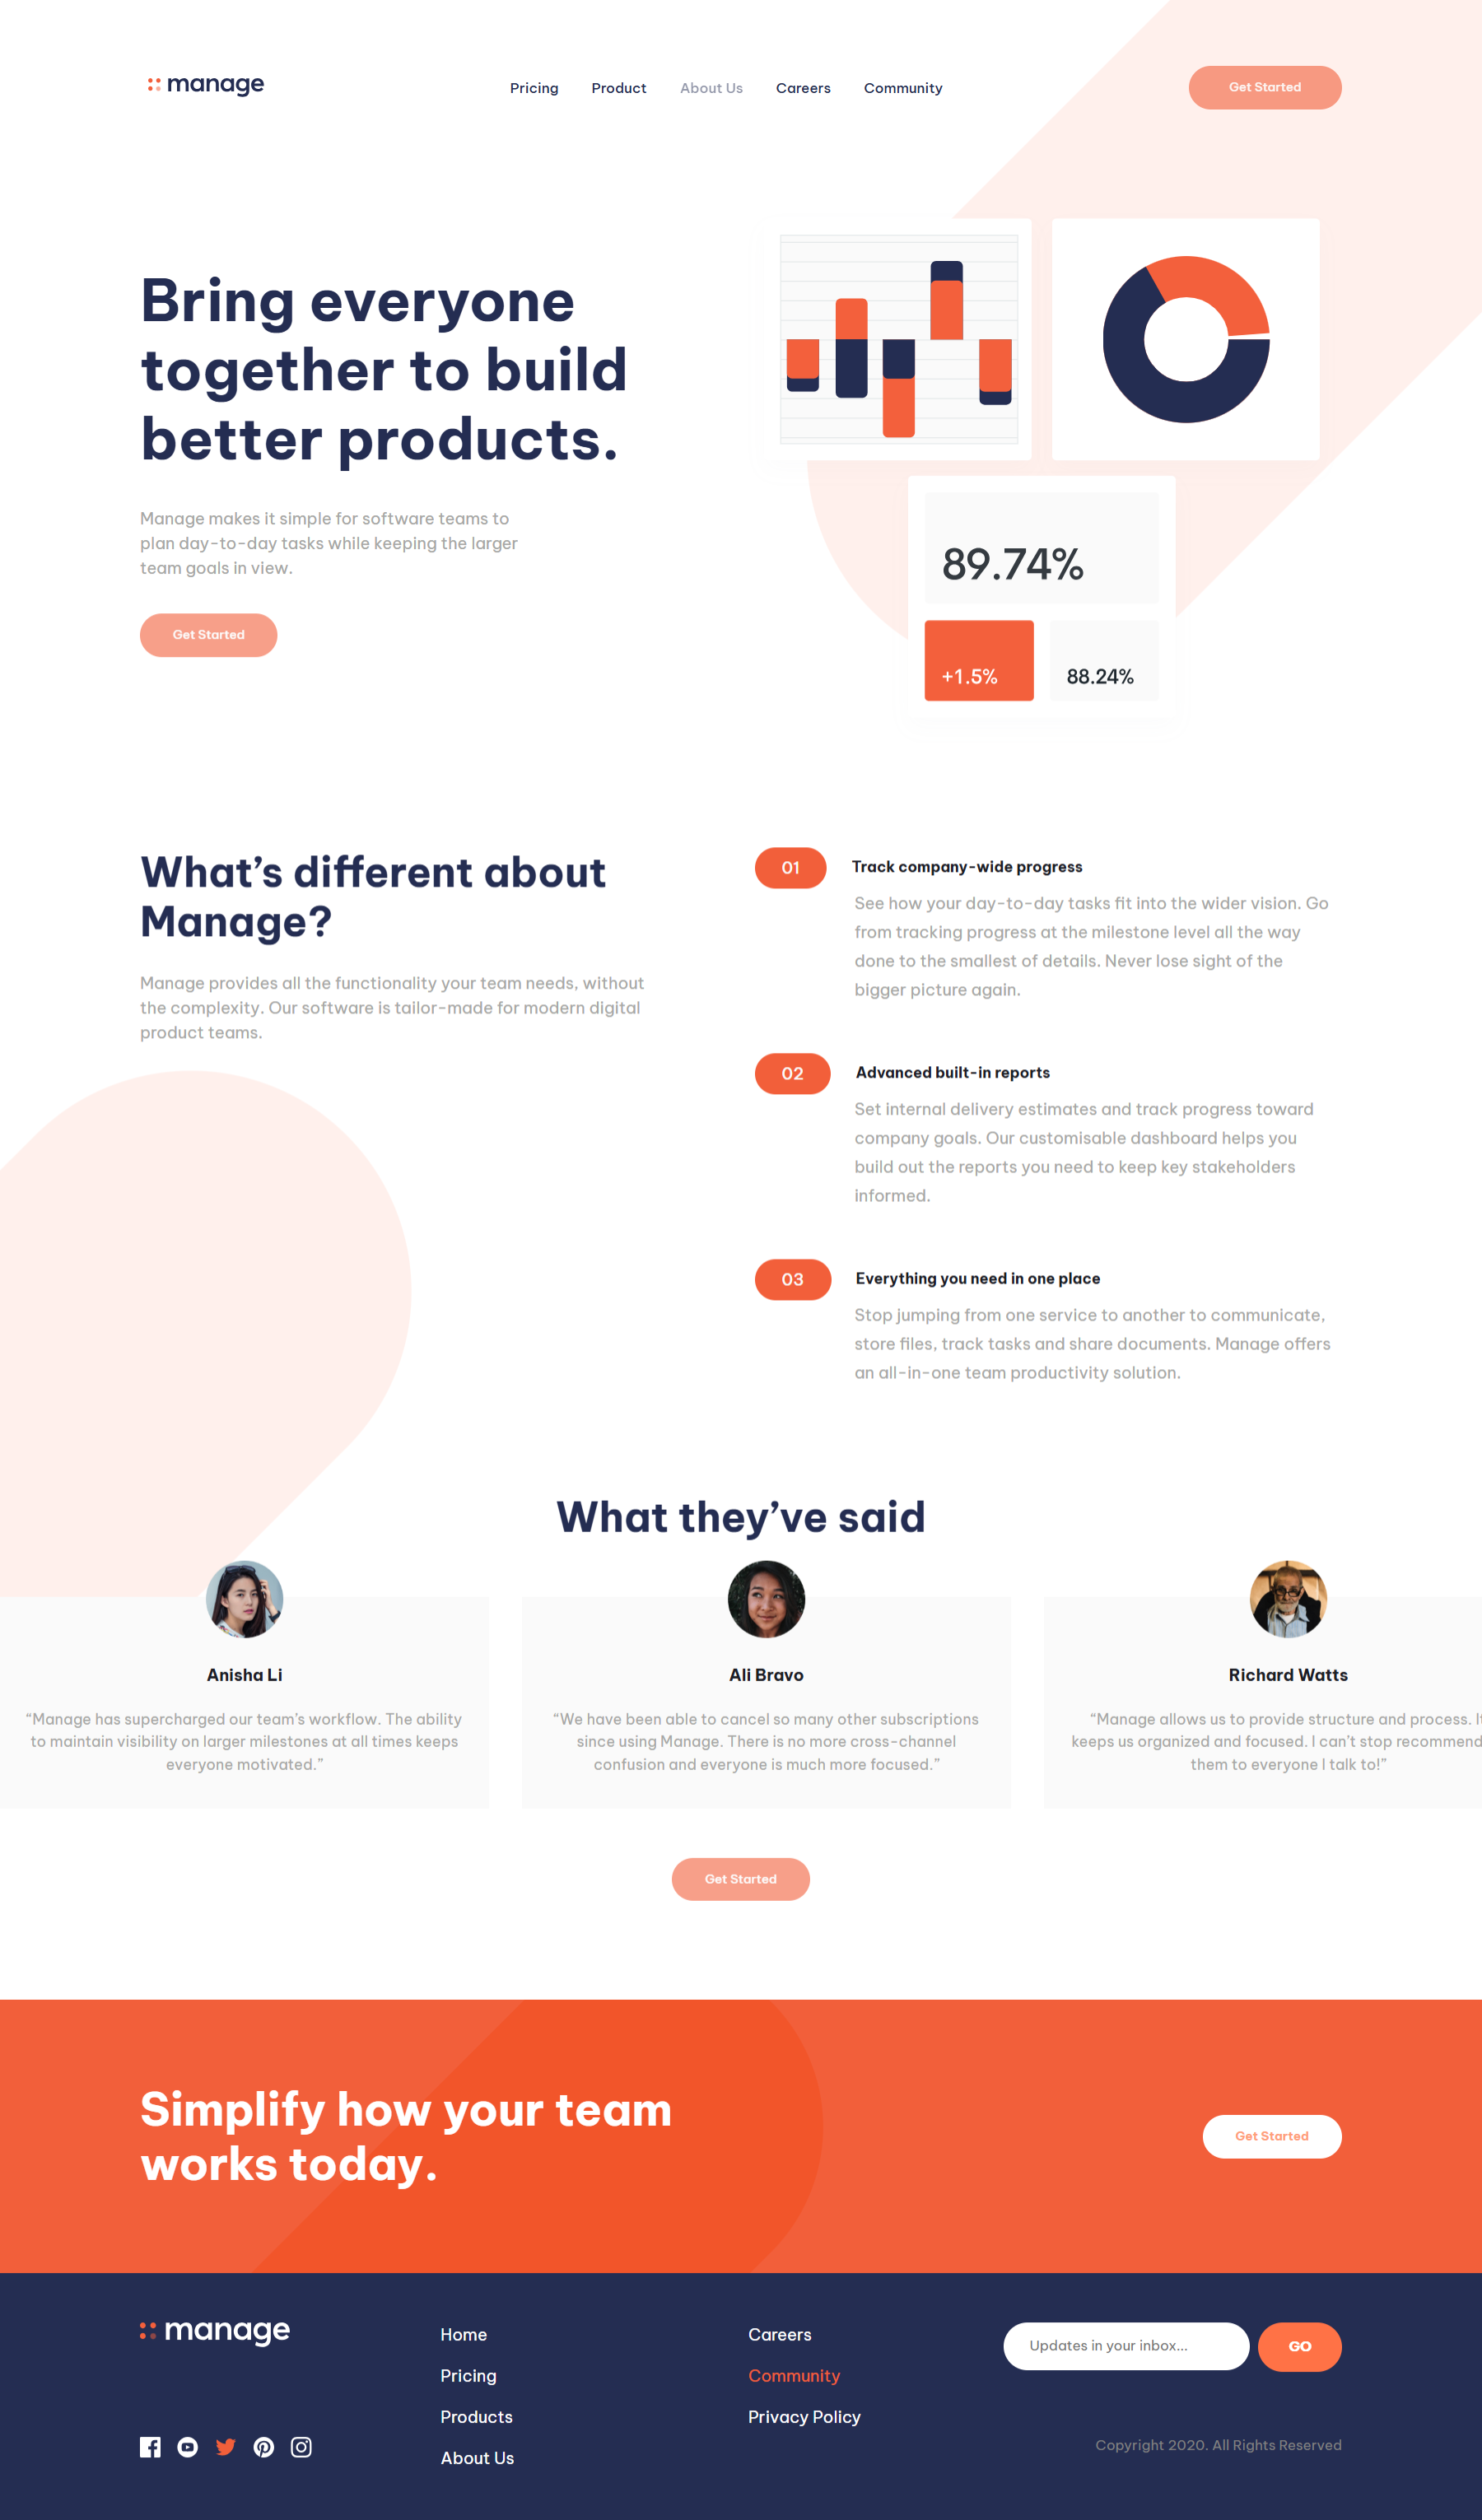 manage
Pricing
Product
About Us
Careers
Community
Get Started
Bring everyone
together to build
better products.
Manage makes it simple for software teams to
plan day-to-day tasks while keeping the larger
team goals in view.
Get Started
89.74%
+1.5%
88.24%
What’s different about
Manage?
Manage provides all the functionality your team needs, without
the complexity. Our software is tailor-made for modern digital
product teams.
01
Track company-wide progress
See how your day-to-day tasks fit into the wider vision. Go
from tracking progress at the milestone level all the way
done to the smallest of details. Never lose sight of the
bigger picture again.
02
Advanced built-in reports
Set internal delivery estimates and track progress toward
company goals. Our customisable dashboard helps you
build out the reports you need to keep key stakeholders
informed.
03
Everything you need in one place
Stop jumping from one service to another to communicate,
store files, track tasks and share documents. Manage offers
an all-in-one team productivity solution.
What they’ve said
Anisha Li
“Manage has supercharged our team’s workflow. The ability
to maintain visibility on larger milestones at all times keeps
everyone motivated.”
Ali Bravo
“We have been able to cancel so many other subscriptions
since using Manage. There is no more cross-channel
confusion and everyone is much more focused.”
Richard Watts
“Manage allows us to provide structure and process. It
keeps us organized and focused. I can’t stop recommend
them to everyone I talk to!”
Get Started
Simplify how your team
works today.
Get Started
manage
Home
Pricing
Products
About Us
Careers
Community
Privacy Policy
Updates in your inbox...
GO
Copyright 2020. All Rights Reserved